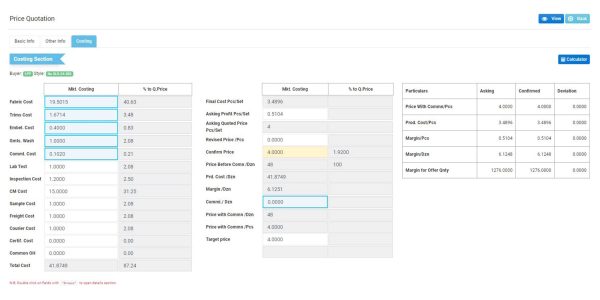 Price Quotation
View
Basic Info Other Info Costing
Costing Section
Calculator
Buyer: Style:
Mkt. Costing % to Q.Price
Fabric Cost 19.5015 40.63
Trims Cost 1.6714 3.48
Embel. Cost 0.4000 0.83
Gmts. Wash 1.0000 2.08
Comml. Cost 0.1020 0.21
Lab Test 1.0000 2.08
Inspection Cost 1.2000 2.50
CM Cost 15.0000 31.25
Sample Cost 1.0000 2.08
Freight Cost 1.0000 2.08
Courier Cost 1.0000 2.08
Certif. Cost 0.0000 0.00
Common OH 0.0000 0.00
Total Cost 41.8749 87.24
Mkt. Costing % to Q.Price
Final Cost Pcs/Set 3.4896
Asking Profit Pcs/Set 0.5104
Asking Quoted Price
Pcs/Set 4
Revised Price /Pcs 0.0000
Confirm Price 4.0000 1.9200
Price Before Comn /Dzn 48 100
Prd. Cost /Dzn 41.8749
Margin /Dzn 6.1251
Commi / Dzn 0.0000
Price with Commn /Dzn 48
Price with Commn /Pcs 4.0000
Target price 4.0000
Particulars Asking Confirmed Deviation
Price With Commn/Pcs 4.0000 4.0000 0.0000
Prod. Cost/Pcs 3.4896 3.4896 0.0000
Margin/Pcs 0.5104 0.5104 0.0000
Margin/Dzn 6.1248 6.1248 0.0000
Margin for Offer Qnty 1276.0000 1276.0000 0.0000
N.B: Double click on Fields with "Browse" to open details section